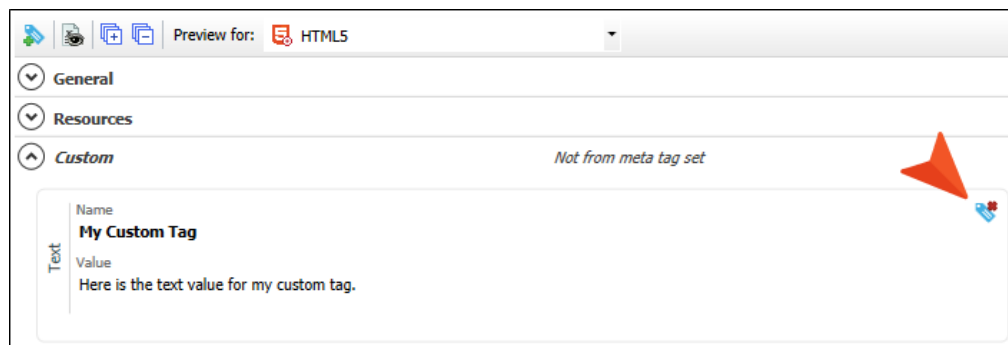 Preview for: HTML5
General
Resources
Custom Not from meta tag set
Name
My Custom Tag
Text
Value
Here is the text value for my custom tag.